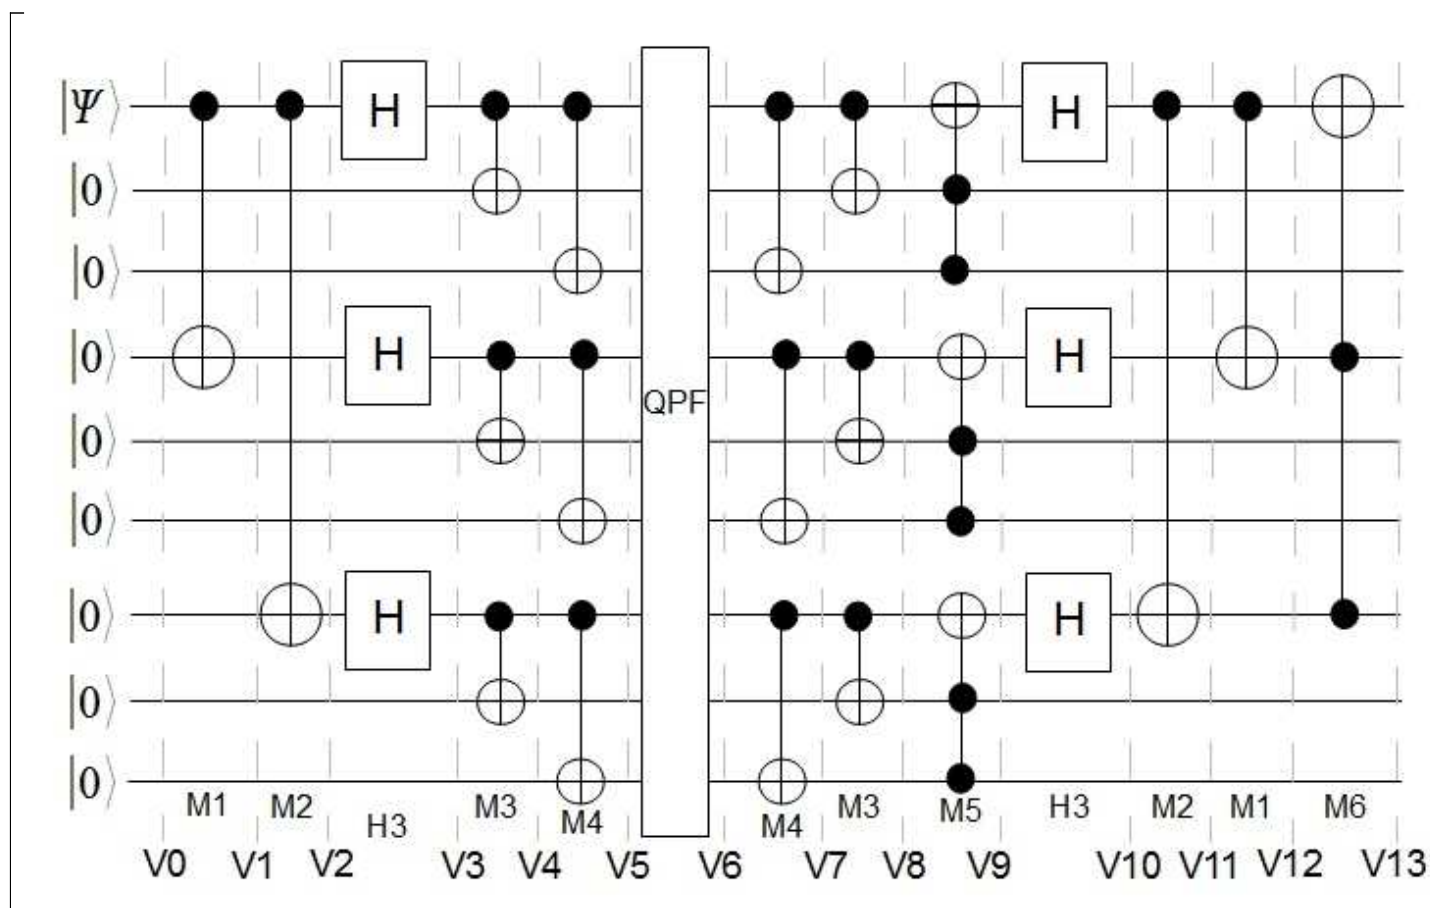 |Ψ⟩ H H
|0⟩
|0⟩
|0⟩ H H
QPF
|0⟩
|0⟩
|0⟩ H H
|0⟩
|0⟩
M1 M2 H3 M3 M4 M4 M3 M5 H3 M2 M1 M6
V0 V1 V2 V3 V4 V5 V6 V7 V8 V9 V10 V11 V12 V13